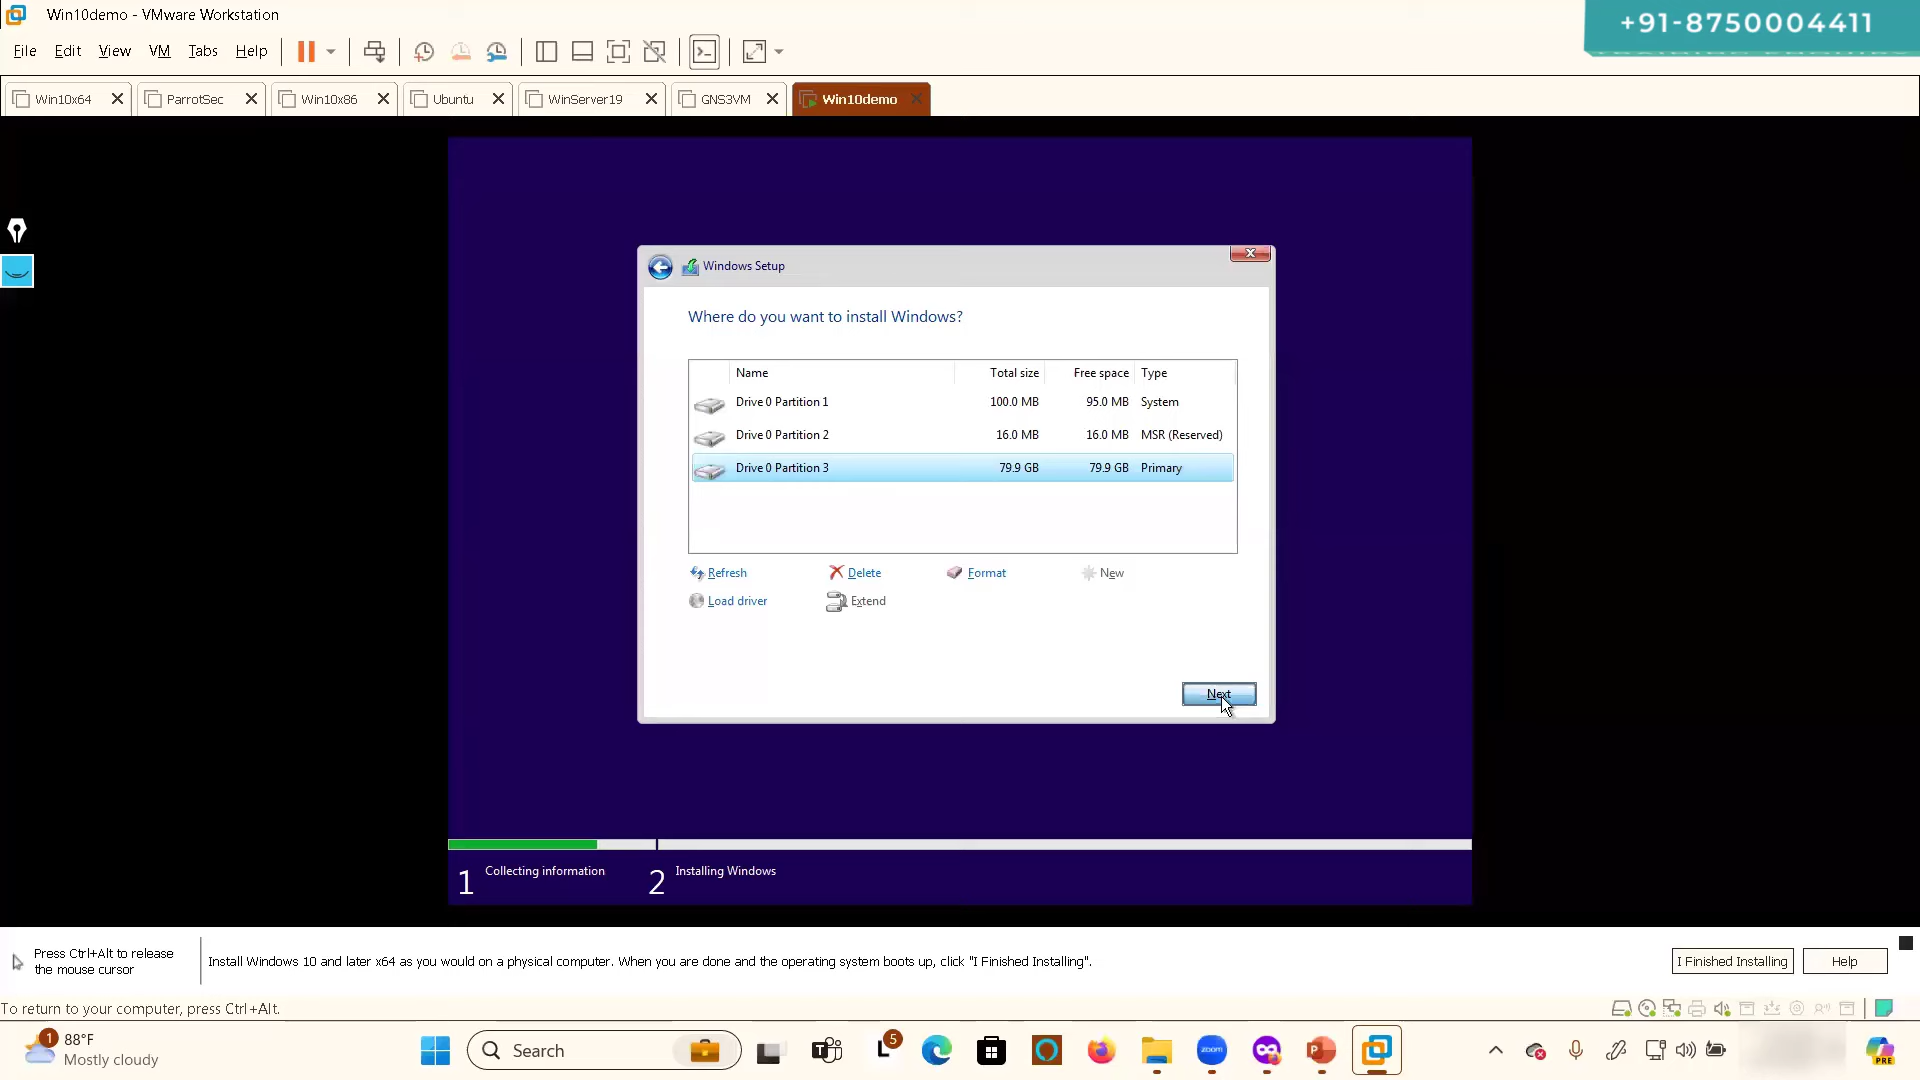 Win10demo - VMware Workstation
+91-8750004411
File Edit View VM Tabs Help
Win10x64 ParrotSec Win10x86 Ubuntu WinServer19 GNS3VM Win10demo
Windows Setup
Where do you want to install Windows?
Name Total size Free space Type
Drive 0 Partition 1 100.0 MB 95.0 MB System
Drive 0 Partition 2 16.0 MB 16.0 MB MSR (Reserved)
Drive 0 Partition 3 79.9 GB 79.9 GB Primary
Refresh Delete Format New
Load driver Extend
Next
1 Collecting information 2 Installing Windows
Press Ctrl+Alt to release
the mouse cursor
Install Windows 10 and later x64 as you would on a physical computer. When you are done and the operating system boots up, click "I Finished Installing".
I Finished Installing Help
To return to your computer, press Ctrl+Alt.
1 88°F
Mostly cloudy
Search
5
zoom
PRE